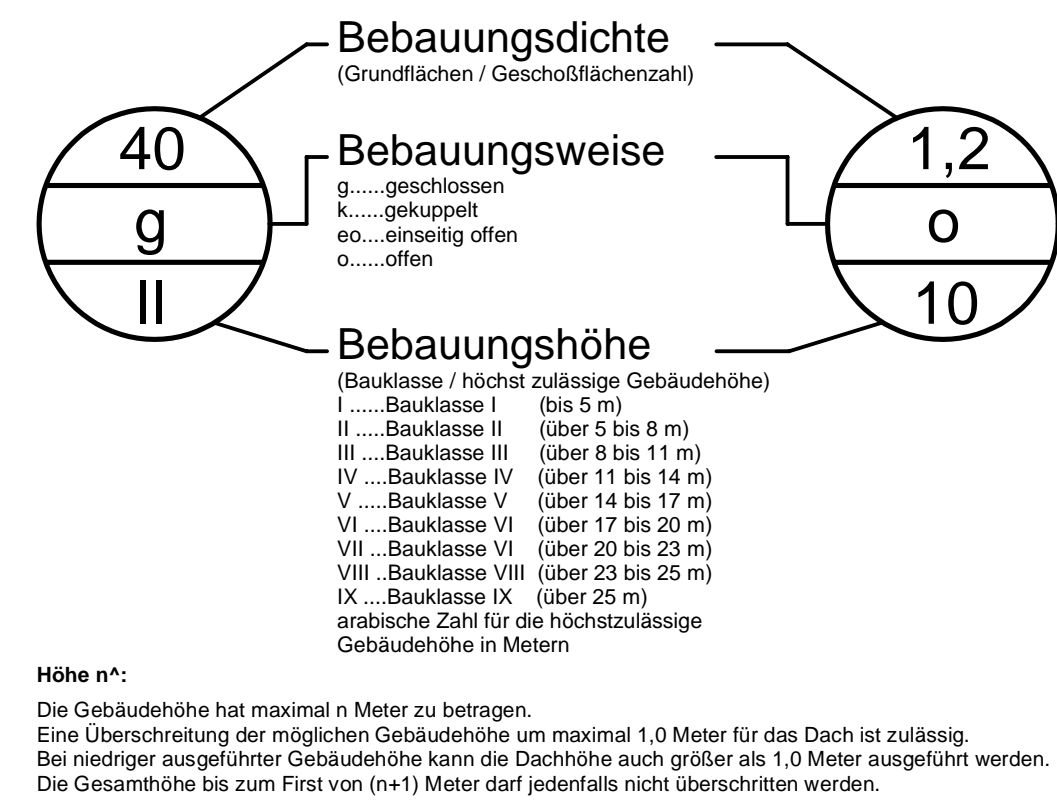 Bebauungsdichte
(Grundflächen / Geschoßflächenzahl)
40
1,2
Bebauungsweise
g......geschlossen
k......gekuppelt
eo....einseitig offen
o......offen
g
o
II
10
Bebauungshöhe
(Bauklasse / höchst zulässige Gebäudehöhe)
I ......Bauklasse I (bis 5 m)
II .....Bauklasse II (über 5 bis 8 m)
III ....Bauklasse III (über 8 bis 11 m)
IV ....Bauklasse IV (über 11 bis 14 m)
V .....Bauklasse V (über 14 bis 17 m)
VI ....Bauklasse VI (über 17 bis 20 m)
VII ...Bauklasse VI (über 20 bis 23 m)
VIII ..Bauklasse VIII (über 23 bis 25 m)
IX ....Bauklasse IX (über 25 m)
arabische Zahl für die höchstzulässige
Gebäudehöhe in Metern
Höhe n^:
Die Gebäudehöhe hat maximal n Meter zu betragen.
Eine Überschreitung der möglichen Gebäudehöhe um maximal 1,0 Meter für das Dach ist zulässig.
Bei niedriger ausgeführter Gebäudehöhe kann die Dachhöhe auch größer als 1,0 Meter ausgeführt werden.
Die Gesamthöhe bis zum First von (n+1) Meter darf jedenfalls nicht überschritten werden.